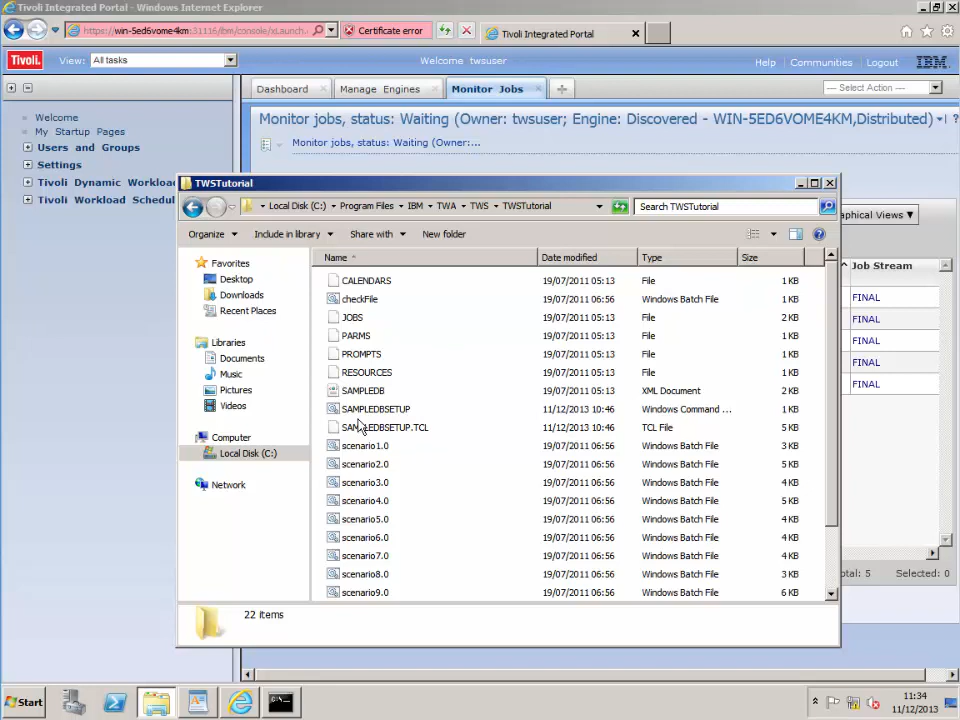 Tivoli Integrated Portal - Windows Internet Explorer
https://win-5ed6vome4km:31116/ibm/console/xLaunch.
Certificate error
Tivoli Integrated Portal
Tivoli.
View:
All tasks
Welcome twsuser
Help
Communities
Logout
IBM
Dashboard
Manage Engines
Monitor Jobs
--- Select Action ---
Welcome
My Startup Pages
Users and Groups
Settings
Tivoli Dynamic Workload
Tivoli Workload Schedul
Monitor jobs, status: Waiting (Owner: twsuser; Engine: Discovered - WIN-5ED6VOME4KM,Distributed)
Monitor jobs, status: Waiting (Owner:...
TWSTutorial
Local Disk (C:)
Program Files
IBM
TWA
TWS
TWSTutorial
Search TWSTutorial
Organize
Include in library
Share with
New folder
aphical Views
Name
Date modified
Type
Size
Favorites
Desktop
Downloads
Recent Places
Libraries
Documents
Music
Pictures
Videos
Computer
Local Disk (C:)
Network
CALENDARS 19/07/2011 05:13 File 1 KB
checkFile 19/07/2011 06:56 Windows Batch File 1 KB
JOBS 19/07/2011 05:13 File 2 KB
PARMS 19/07/2011 05:13 File 1 KB
PROMPTS 19/07/2011 05:13 File 1 KB
RESOURCES 19/07/2011 05:13 File 1 KB
SAMPLEDB 19/07/2011 05:13 XML Document 2 KB
SAMPLEDBSETUP 11/12/2013 10:46 Windows Command ... 1 KB
SAMPLEDBSETUP.TCL 11/12/2013 10:46 TCL File 5 KB
scenario1.0 19/07/2011 06:56 Windows Batch File 3 KB
scenario2.0 19/07/2011 06:56 Windows Batch File 3 KB
scenario3.0 19/07/2011 06:56 Windows Batch File 4 KB
scenario4.0 19/07/2011 06:56 Windows Batch File 5 KB
scenario5.0 19/07/2011 06:56 Windows Batch File 4 KB
scenario6.0 19/07/2011 06:56 Windows Batch File 4 KB
scenario7.0 19/07/2011 06:56 Windows Batch File 4 KB
scenario8.0 19/07/2011 06:56 Windows Batch File 3 KB
scenario9.0 19/07/2011 06:56 Windows Batch File 6 KB
22 items
Job Stream
FINAL
FINAL
FINAL
FINAL
FINAL
otal: 5
Selected: 0
Start
11:34
11/12/2013